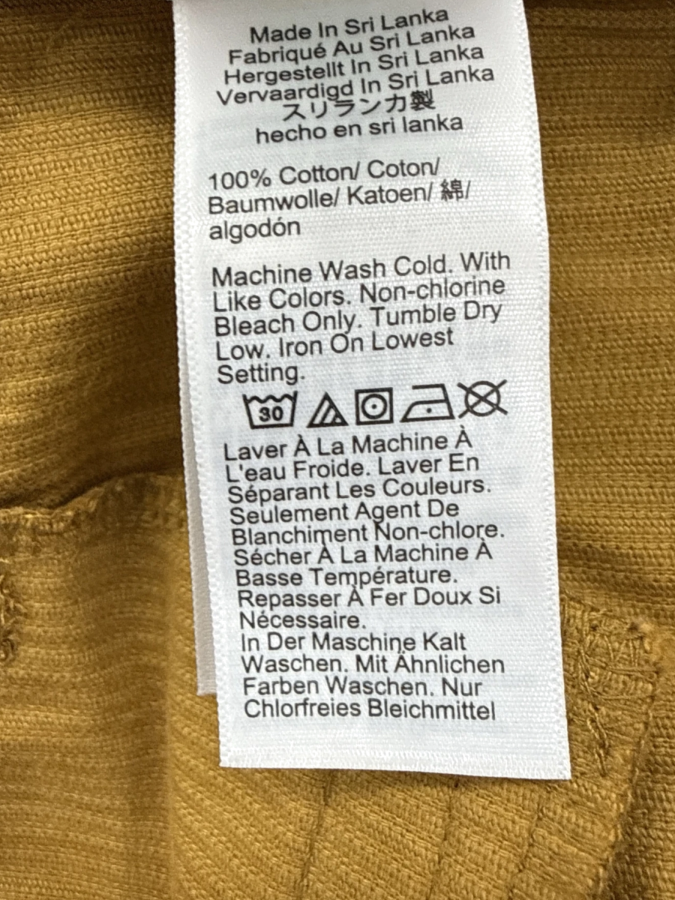 Made In Sri Lanka
Fabriqué Au Sri Lanka
Hergestellt In Sri Lanka
Vervaardigd In Sri Lanka
スリランカ製
hecho en sri lanka
100% Cotton/ Coton/
Baumwolle/ Katoen/ 綿/
algodón
Machine Wash Cold. With
Like Colors. Non-chlorine
Bleach Only. Tumble Dry
Low. Iron On Lowest
Setting.
30
Laver À La Machine À
L'eau Froide. Laver En
Séparant Les Couleurs.
Seulement Agent De
Blanchiment Non-chlore.
Sécher À La Machine À
Basse Température.
Repasser À Fer Doux Si
Nécessaire.
In Der Maschine Kalt
Waschen. Mit Ähnlichen
Farben Waschen. Nur
Chlorfreies Bleichmittel